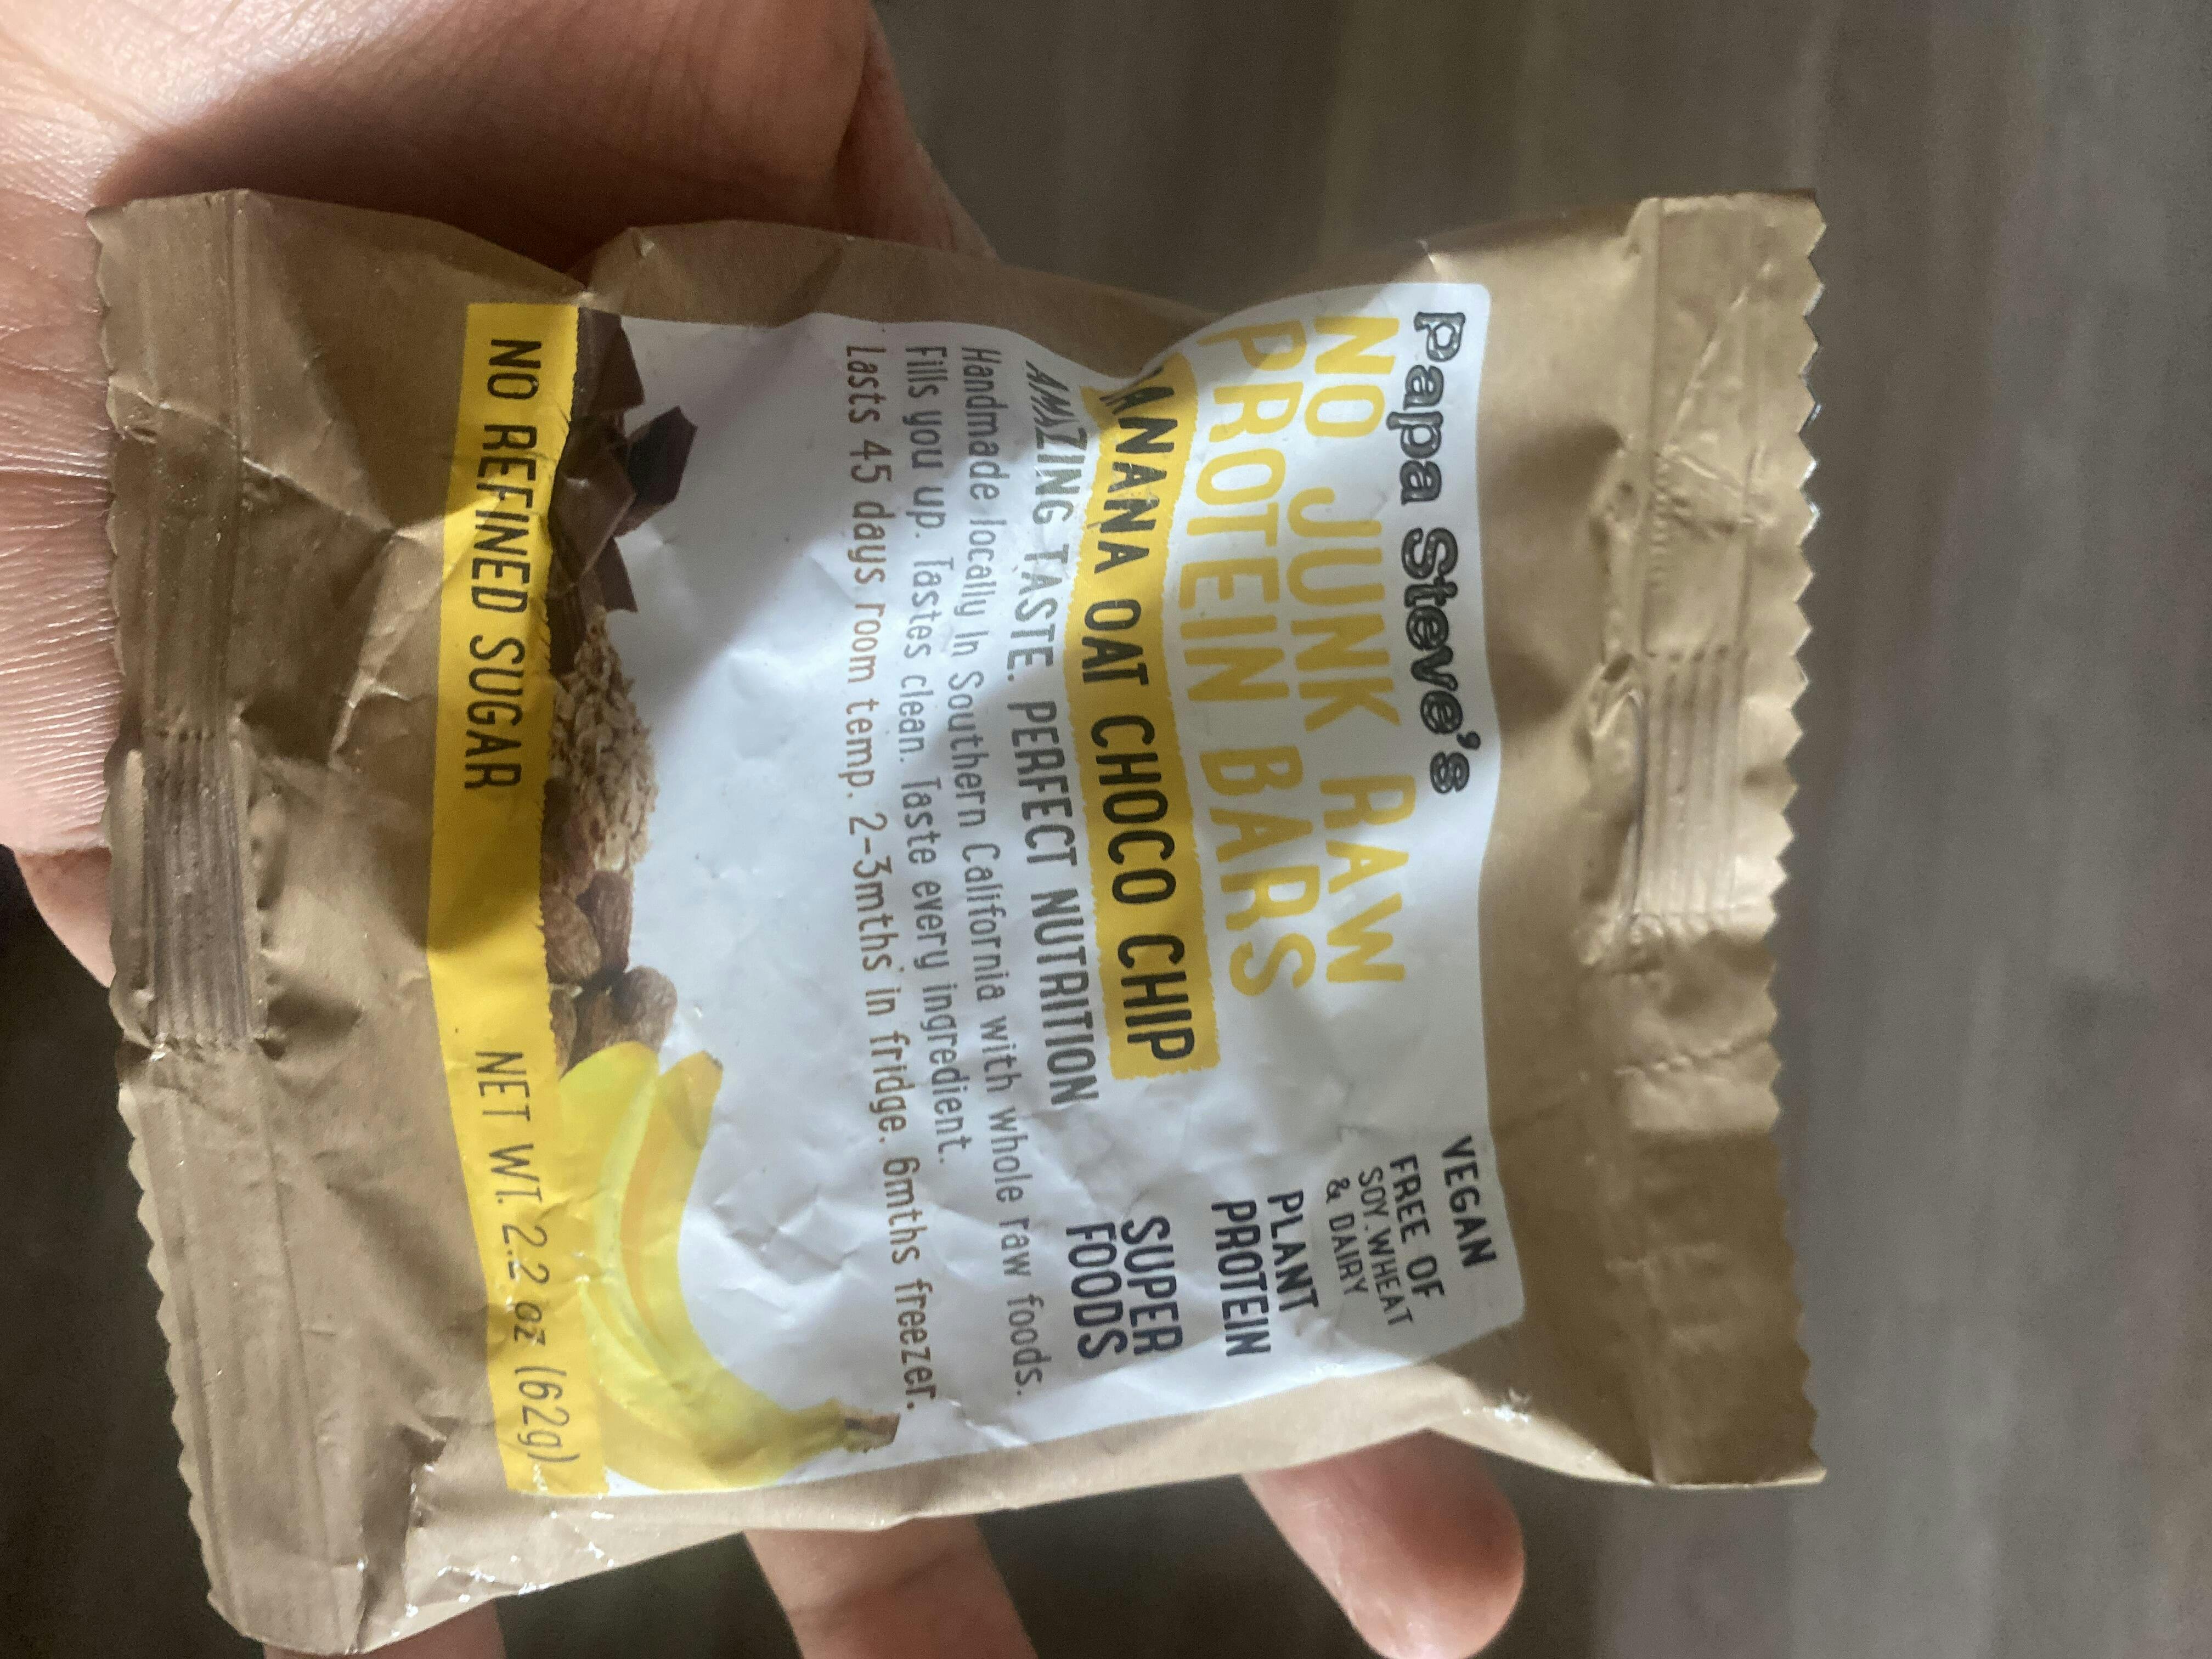 Papa Steve's
NO JUNK RAW
PROTEIN BARS
BANANA OAT CHOCO CHIP
AMAZING TASTE. PERFECT NUTRITION
Handmade locally in Southern California with whole raw foods.
Fills you up. Tastes clean. Taste every ingredient.
Lasts 45 days room temp. 2-3mths in fridge. 6mths freezer.
VEGAN
FREE OF
SOY.WHEAT
& DAIRY
PLANT
PROTEIN
SUPER
FOODS
NO REFINED SUGAR
NET WT. 2.2 oz (62g)